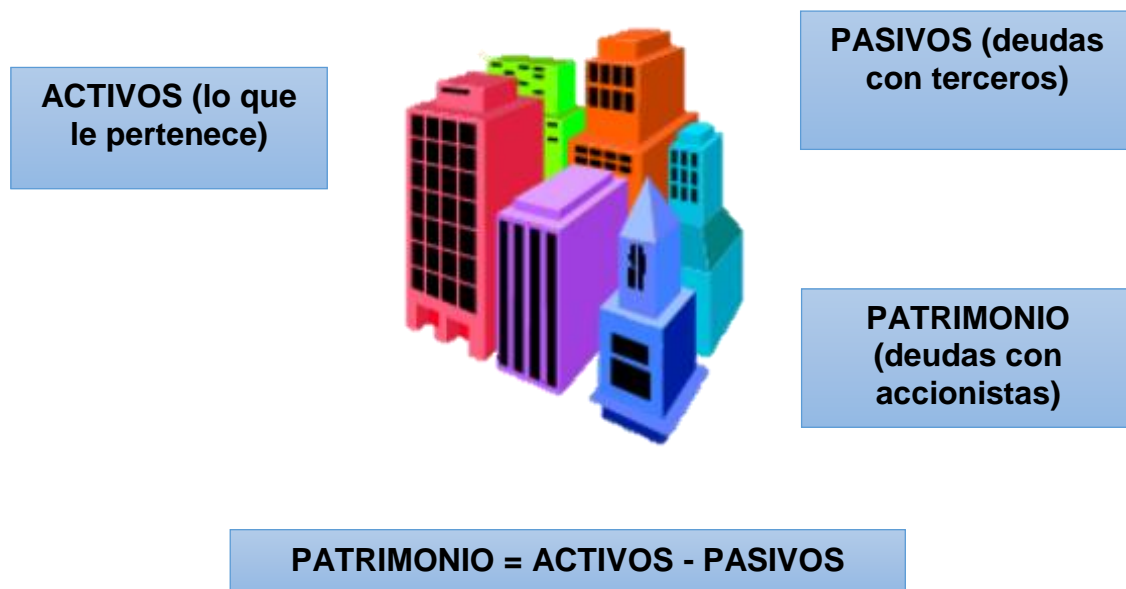 ACTIVOS (lo que
le pertenece)
PASIVOS (deudas
con terceros)
PATRIMONIO
(deudas con
accionistas)
PATRIMONIO = ACTIVOS - PASIVOS